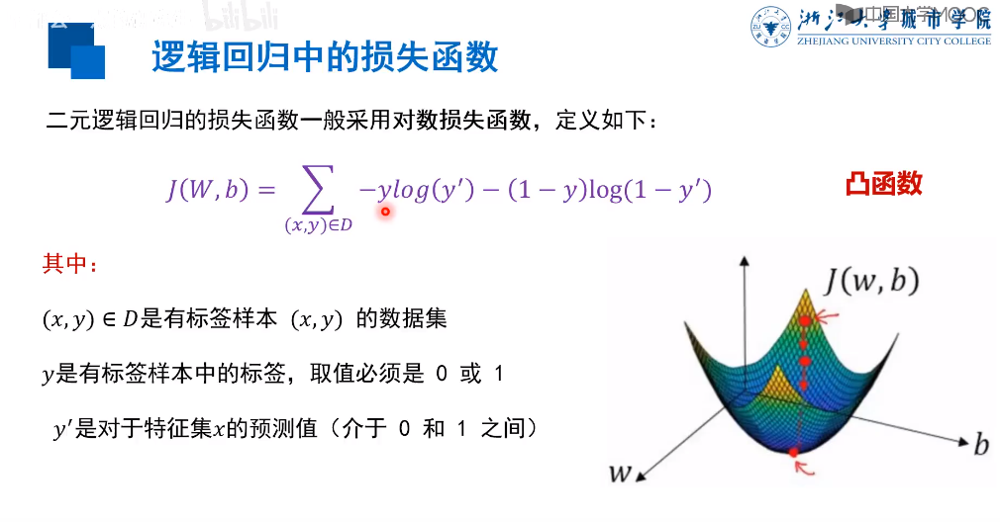 bilibili
中国大学MOOC
浙江大学城市学院
ZHEJIANG UNIVERSITY CITY COLLEGE
逻辑回归中的损失函数
二元逻辑回归的损失函数一般采用对数损失函数，定义如下：
J(W, b) = ∑ −ylog(y′) − (1 − y)log(1 − y′)
(x,y)∈D
凸函数
其中：
J(w, b)
(x, y) ∈ D是有标签样本 (x, y) 的数据集
y是有标签样本中的标签，取值必须是 0 或 1
y′是对于特征集x的预测值（介于 0 和 1 之间）
b
w